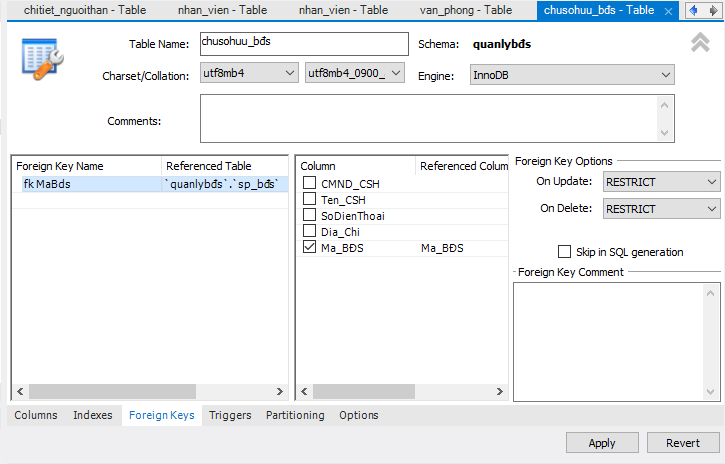 chitiet_nguoithan - Table nhan_vien - Table nhan_vien - Table van_phong - Table chusohuu_bđs - Table
Table Name: chusohuu_bđs Schema: quanlybđs
Charset/Collation: utf8mb4 utf8mb4_0900_ Engine: InnoDB
Comments:
Foreign Key Name Referenced Table Column Referenced Colum Foreign Key Options
fk MaBds `quanlybđs`.`sp_bđs` CMND_CSH On Update: RESTRICT
Ten_CSH
SoDienThoai On Delete: RESTRICT
Dia_Chi
Ma_BĐS Ma_BĐS Skip in SQL generation
Foreign Key Comment
Columns Indexes Foreign Keys Triggers Partitioning Options
Apply Revert